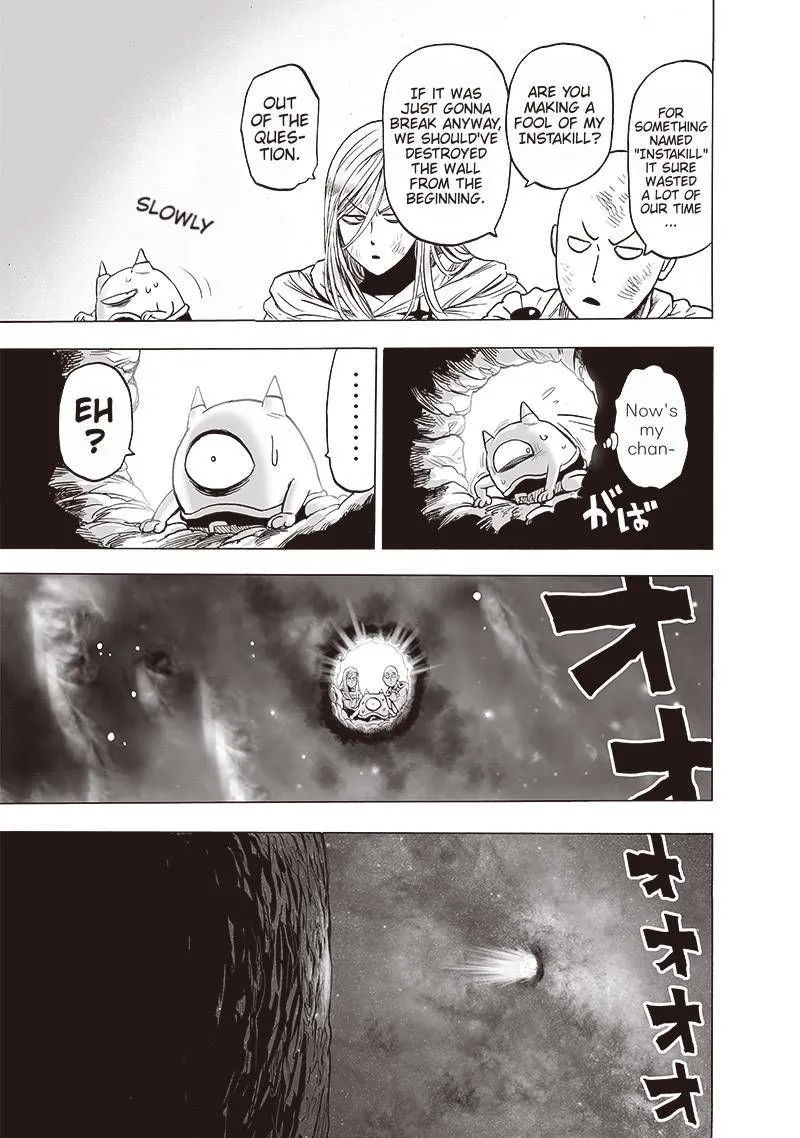 FOR
SOMETHING
NAMED
"INSTAKILL"
IT SURE
WASTED
A LOT OF
OUR TIME
...
ARE YOU
MAKING A
FOOL OF MY
INSTAKILL?
IF IT WAS
JUST GONNA
BREAK ANYWAY,
WE SHOULD'VE
DESTROYED
THE WALL
FROM THE
BEGINNING.
OUT
OF THE
QUES-
TION.
SLOWLY
Now's
my
chan-
がば
........
EH
?
オオ
オオオオ